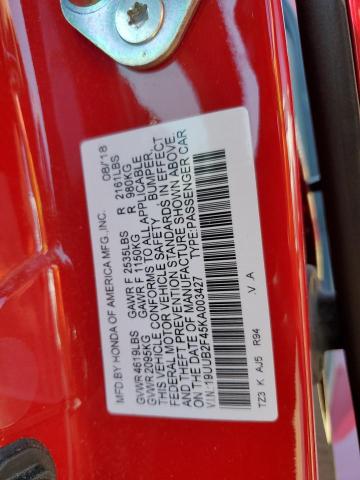 MFD BY HONDA OF AMERICA MFG.,INC. 08/'18
GVWR 4619LBS GAWR F 2535LBS R 2161LBS
GVWR 2095KG GAWR F 1150KG R 980KG
THIS VEHICLE CONFORMS TO ALL APPLICABLE
FEDERAL MOTOR VEHICLE SAFETY BUMPER,
AND THEFT PREVENTION STANDARDS IN EFFECT
ON THE DATE OF MANUFACTURE SHOWN ABOVE.
V.I.N.:19UUB2F45KA003427 TYPE:PASSENGER CAR
TZ3 K AJ5 R94 .V .A